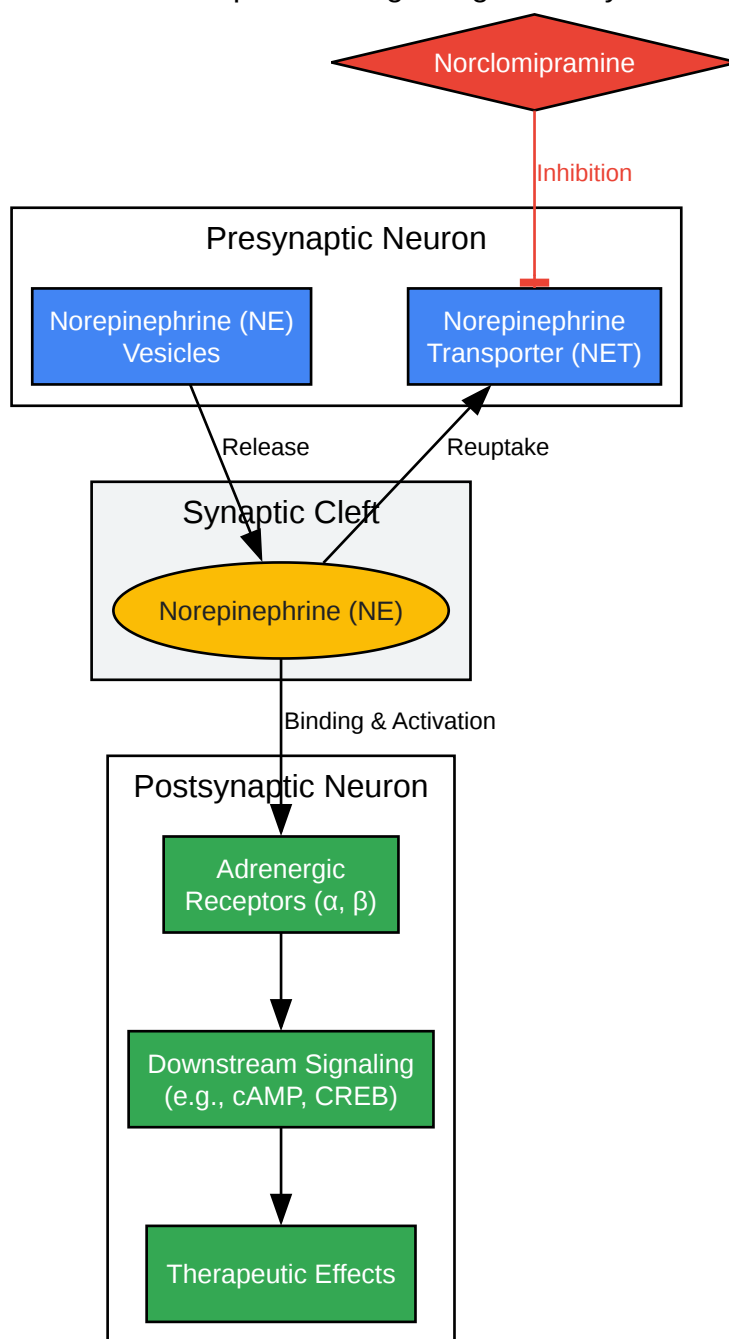 Norclomipramine
Inhibition
Presynaptic Neuron
Norepinephrine (NE)
Vesicles
Norepinephrine
Transporter (NET)
Release
Reuptake
Synaptic Cleft
Norepinephrine (NE)
Binding & Activation
Postsynaptic Neuron
Adrenergic
Receptors (α, β)
Downstream Signaling
(e.g., cAMP, CREB)
Therapeutic Effects